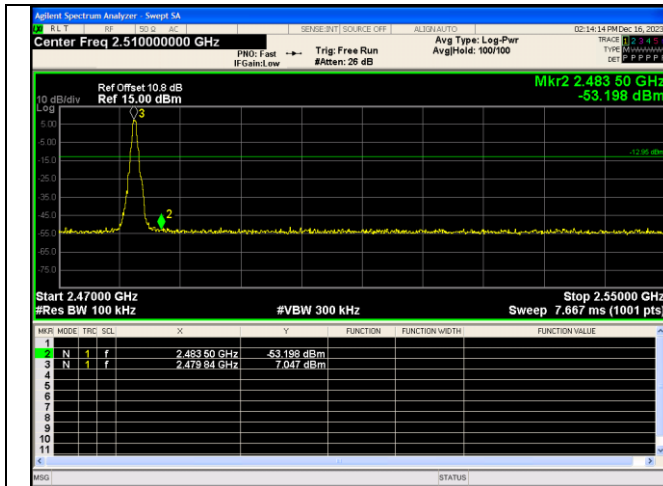 Agilent Spectrum Analyzer - Swept SA
R L T RF 50 Ω AC SENSE:INT SOURCE OFF ALIGNAUTO 02:14:14 PM Dec 16, 2023
Center Freq 2.510000000 GHz
PNO: Fast Trig: Free Run Avg Type: Log-Pwr TRACE 1 2 3 4 5
IFGain:Low #Atten: 26 dB Avg|Hold: 100/100 TYPE M
DET P P P P P
Mkr2 2.483 50 GHz
-53.198 dBm
Ref Offset 10.8 dB
10 dB/div Ref 15.00 dBm
Log
3
5.00
-5.00
-12.95 dBm
-15.0
-25.0
-35.0
-45.0
2
-55.0
-65.0
-75.0
Start 2.47000 GHz Stop 2.55000 GHz
#Res BW 100 kHz #VBW 300 kHz Sweep 7.667 ms (1001 pts)
MKR MODE TRC SCL X Y FUNCTION FUNCTION WIDTH FUNCTION VALUE
1
2 N 1 f 2.483 50 GHz -53.198 dBm
3 N 1 f 2.479 84 GHz 7.047 dBm
4
5
6
7
8
9
10
11
MSG STATUS